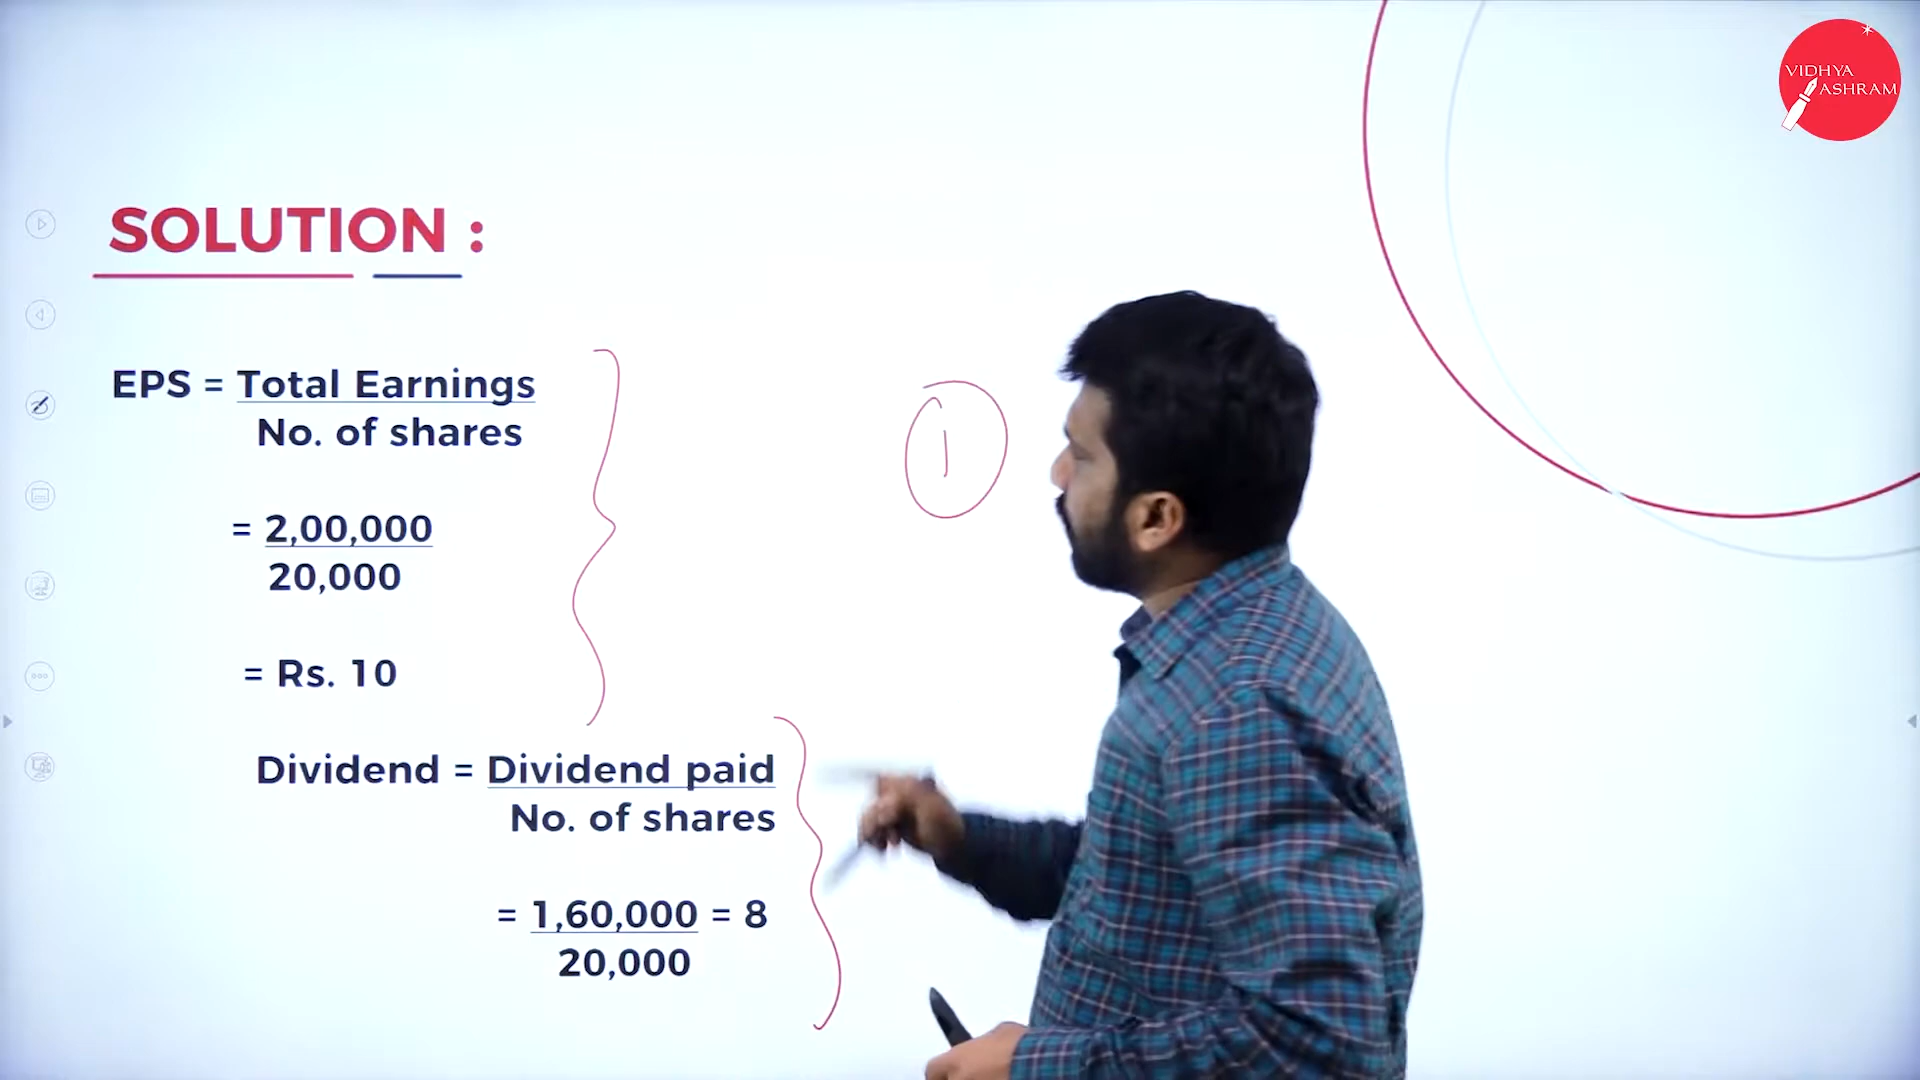 VIDHYA
ASHRAM
SOLUTION :
EPS = Total Earnings
No. of shares
= 2,00,000
20,000
= Rs. 10
1
Dividend = Dividend paid
No. of shares
= 1,60,000 = 8
20,000